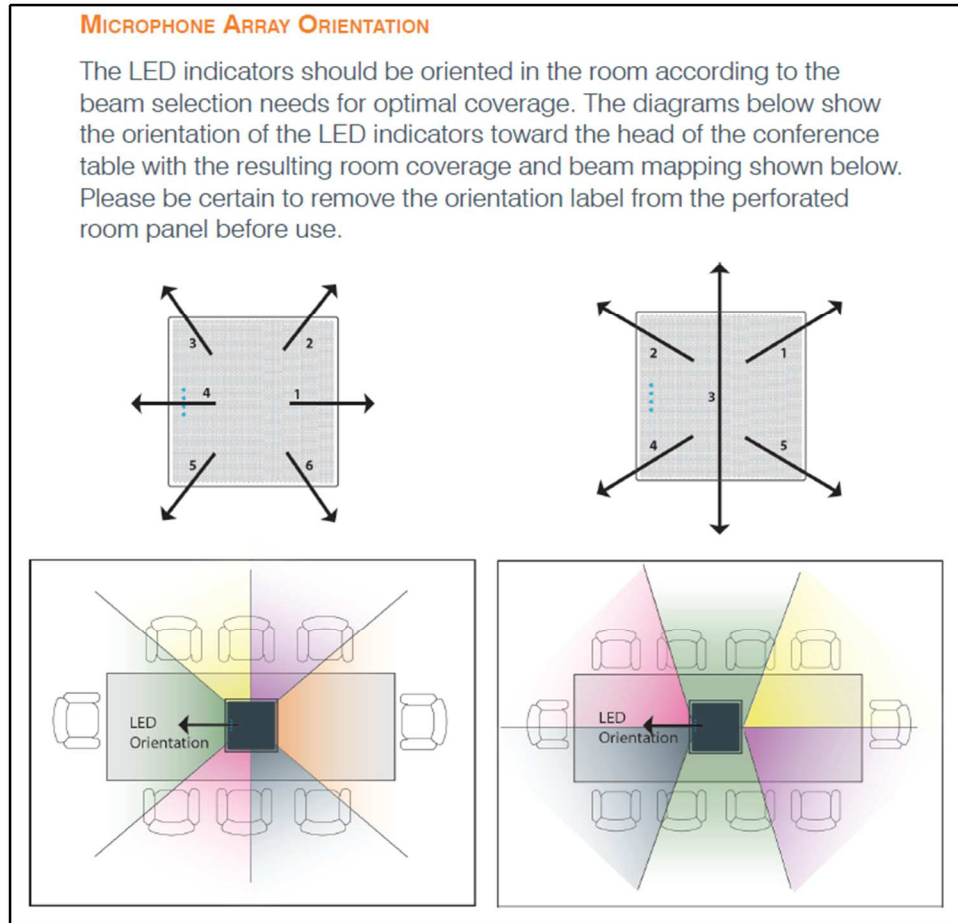 MICROPHONE ARRAY ORIENTATION
The LED indicators should be oriented in the room according to the
beam selection needs for optimal coverage. The diagrams below show
the orientation of the LED indicators toward the head of the conference
table with the resulting room coverage and beam mapping shown below.
Please be certain to remove the orientation label from the perforated
room panel before use.
3 2
4 1
5 6
2 1
3
4 5
LED
Orientation
LED
Orientation